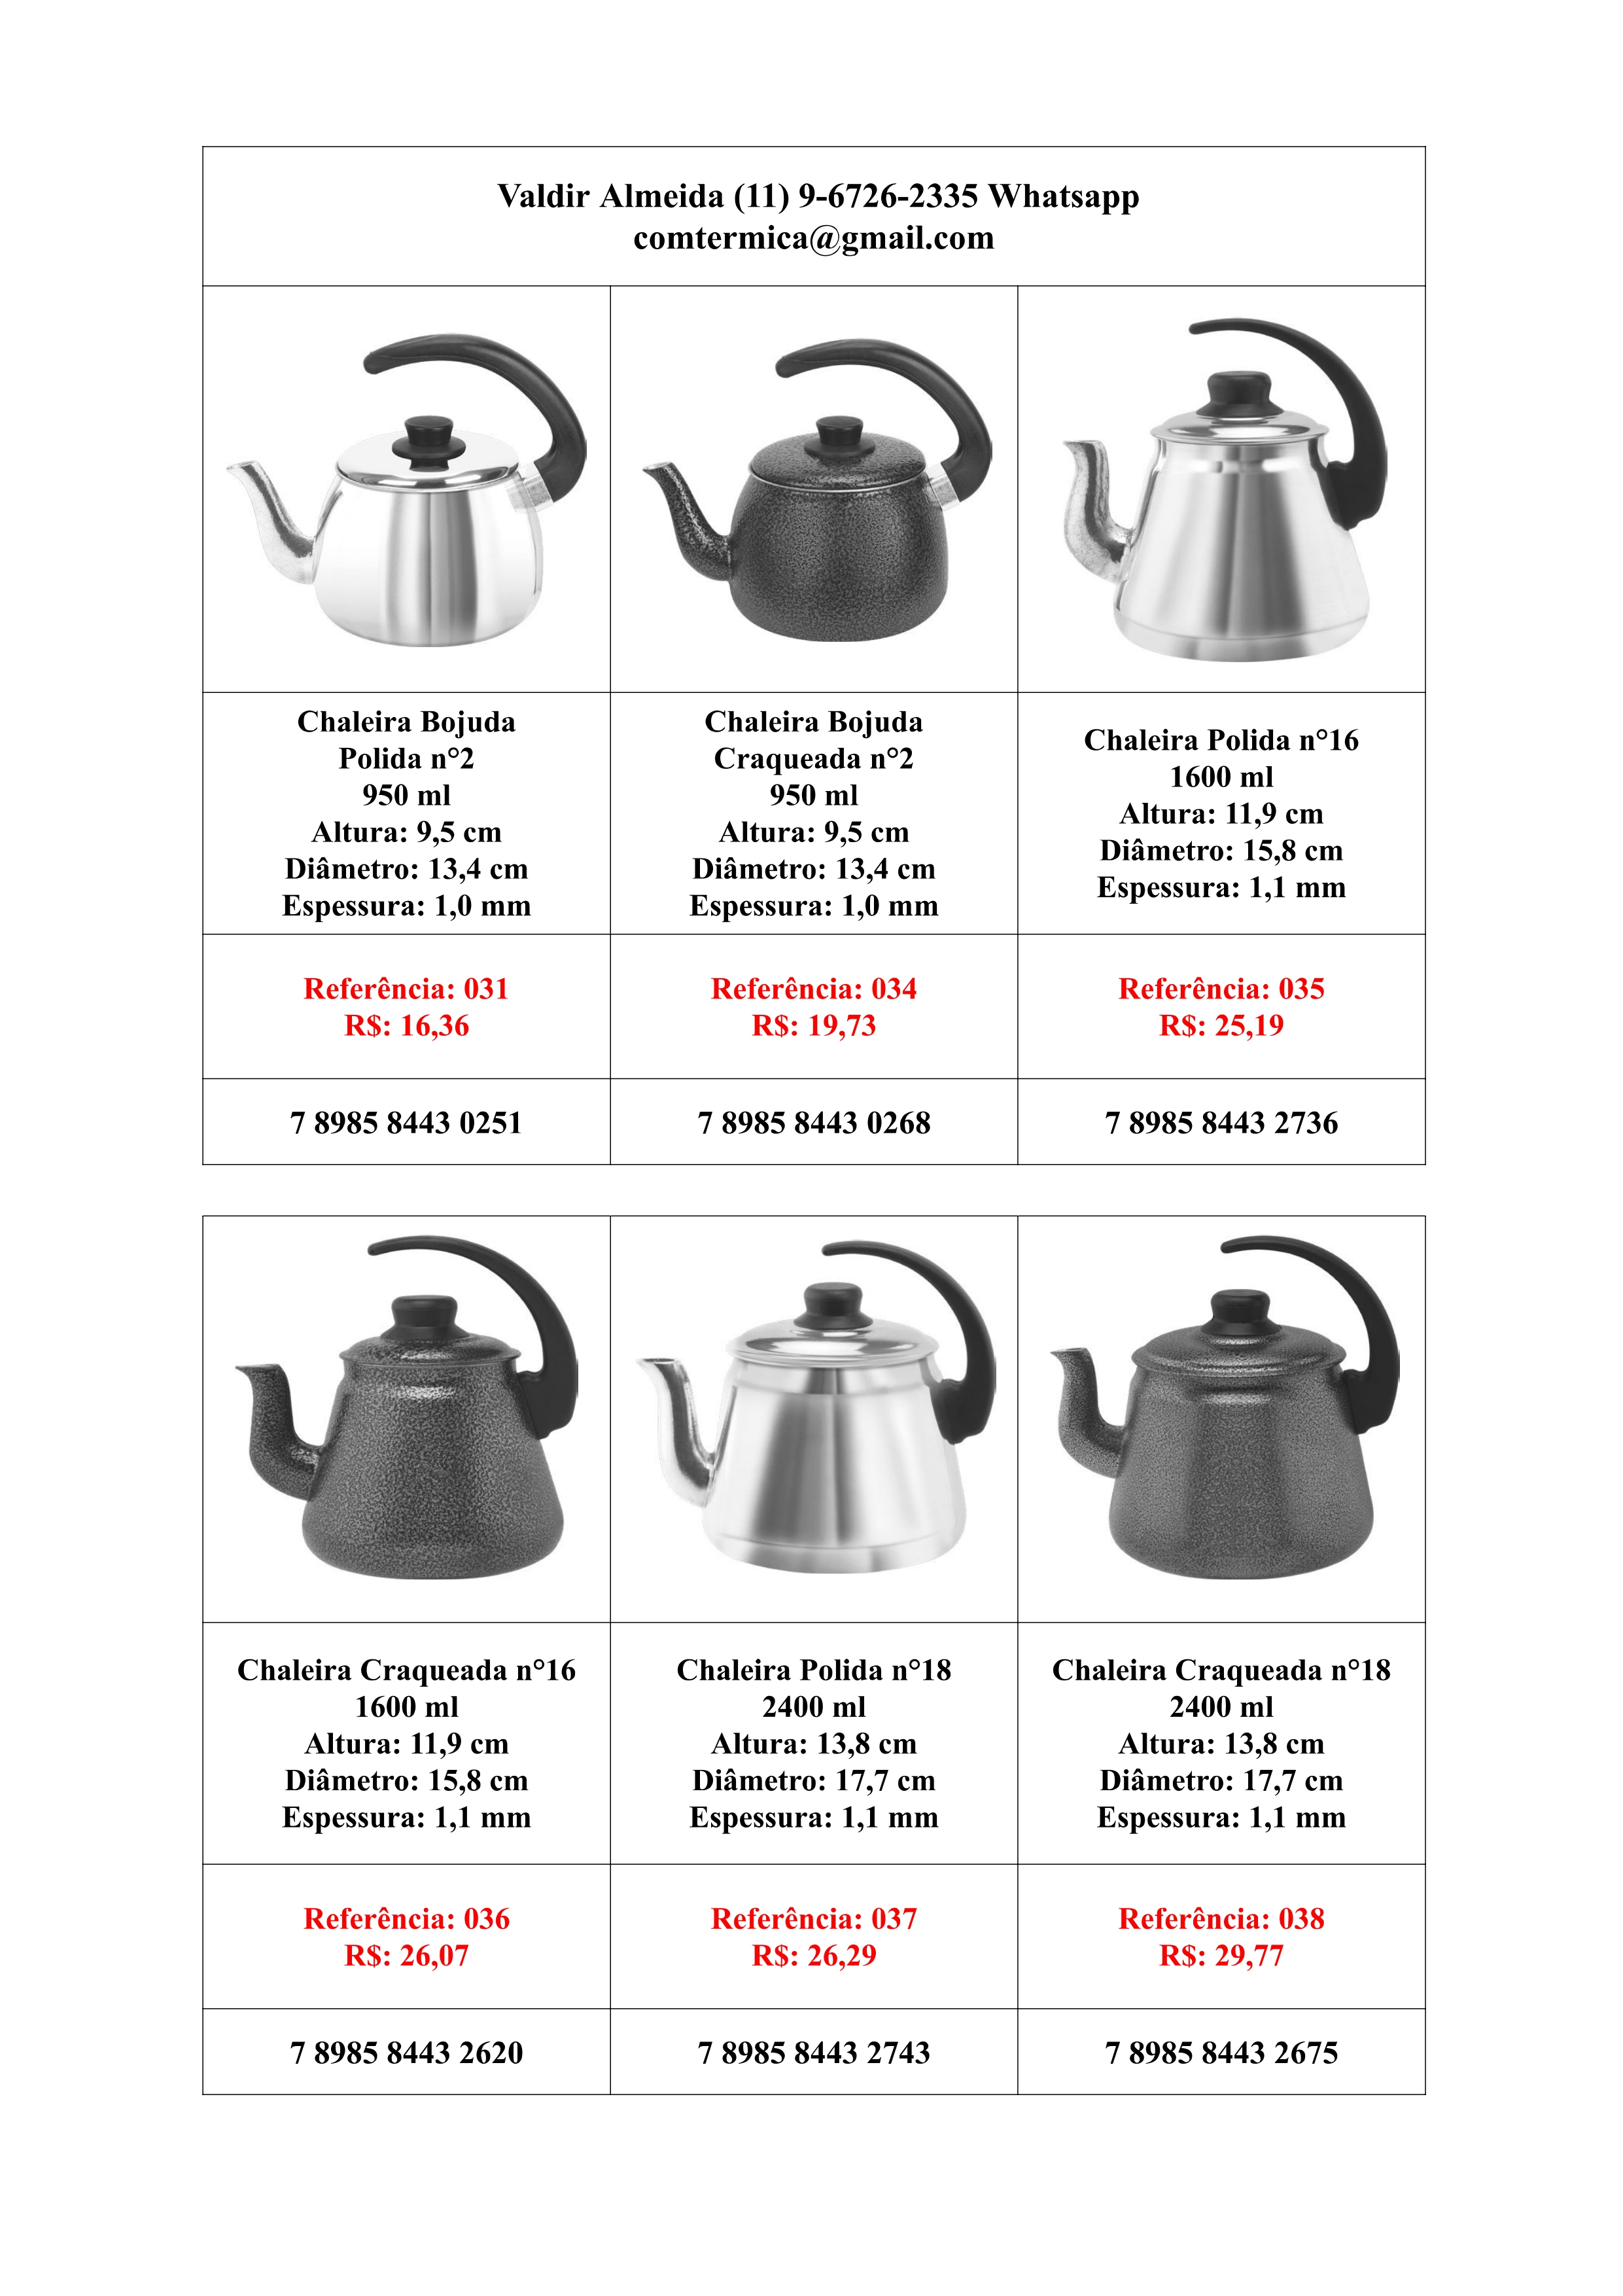 Valdir Almeida (11) 9-6726-2335 Whatsapp
comtermica@gmail.com
Chaleira Bojuda
Polida n°2
950 ml
Altura: 9,5 cm
Diâmetro: 13,4 cm
Espessura: 1,0 mm
Chaleira Bojuda
Craqueada n°2
950 ml
Altura: 9,5 cm
Diâmetro: 13,4 cm
Espessura: 1,0 mm
Chaleira Polida n°16
1600 ml
Altura: 11,9 cm
Diâmetro: 15,8 cm
Espessura: 1,1 mm
Referência: 031
R$: 16,36
Referência: 034
R$: 19,73
Referência: 035
R$: 25,19
7 8985 8443 0251
7 8985 8443 0268
7 8985 8443 2736
Chaleira Craqueada n°16
1600 ml
Altura: 11,9 cm
Diâmetro: 15,8 cm
Espessura: 1,1 mm
Chaleira Polida n°18
2400 ml
Altura: 13,8 cm
Diâmetro: 17,7 cm
Espessura: 1,1 mm
Chaleira Craqueada n°18
2400 ml
Altura: 13,8 cm
Diâmetro: 17,7 cm
Espessura: 1,1 mm
Referência: 036
R$: 26,07
Referência: 037
R$: 26,29
Referência: 038
R$: 29,77
7 8985 8443 2620
7 8985 8443 2743
7 8985 8443 2675